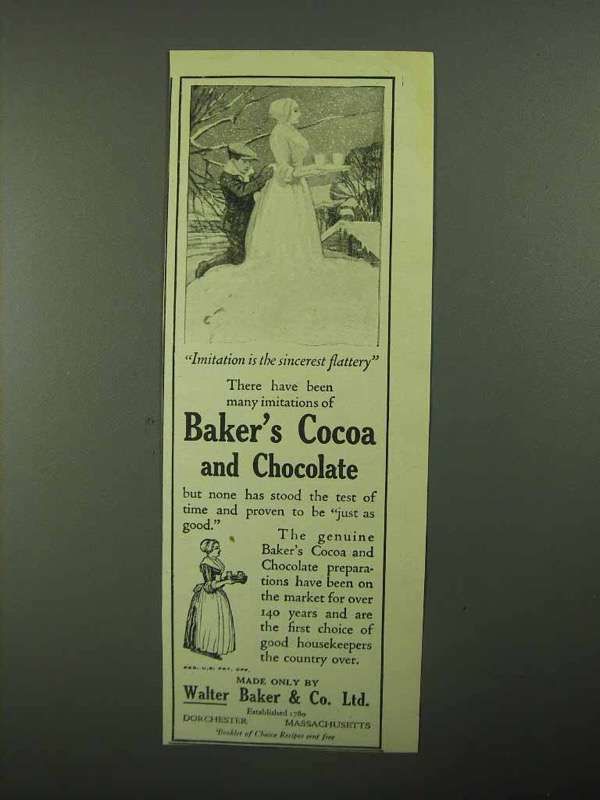 "Imitation is the sincerest flattery"
There have been
many imitations of
Baker's Cocoa
and Chocolate
but none has stood the test of
time and proven to be "just as
good."
The genuine
Baker's Cocoa and
Chocolate prepara-
tions have been on
the market for over
140 years and are
the first choice of
good housekeepers
the country over.
REG. U.S. PAT. OFF.
MADE ONLY BY
Walter Baker & Co. Ltd.
Established 1780
DORCHESTER MASSACHUSETTS
Booklet of Choice Recipes sent free